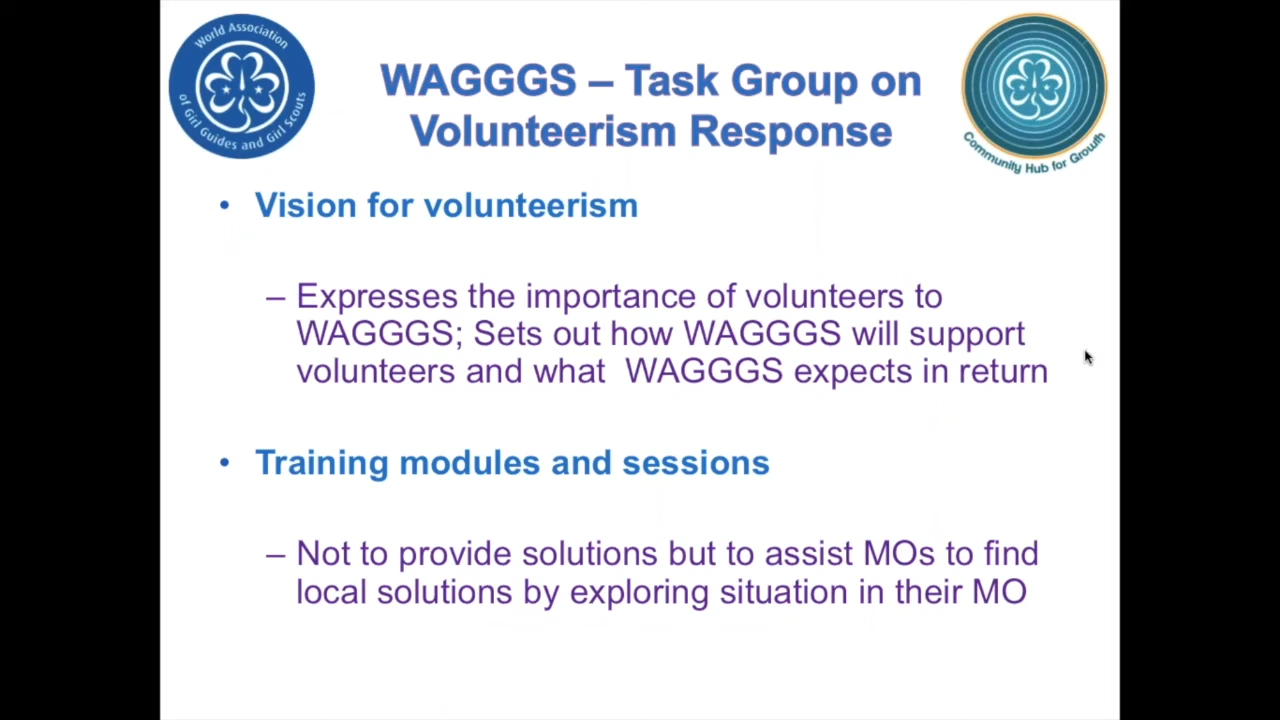 World Association
of Girl Guides and Girl Scouts
WAGGGS – Task Group on
Volunteerism Response
Community Hub for Growth
• Vision for volunteerism
– Expresses the importance of volunteers to
WAGGGS; Sets out how WAGGGS will support
volunteers and what  WAGGGS expects in return
• Training modules and sessions
– Not to provide solutions but to assist MOs to find
local solutions by exploring situation in their MO